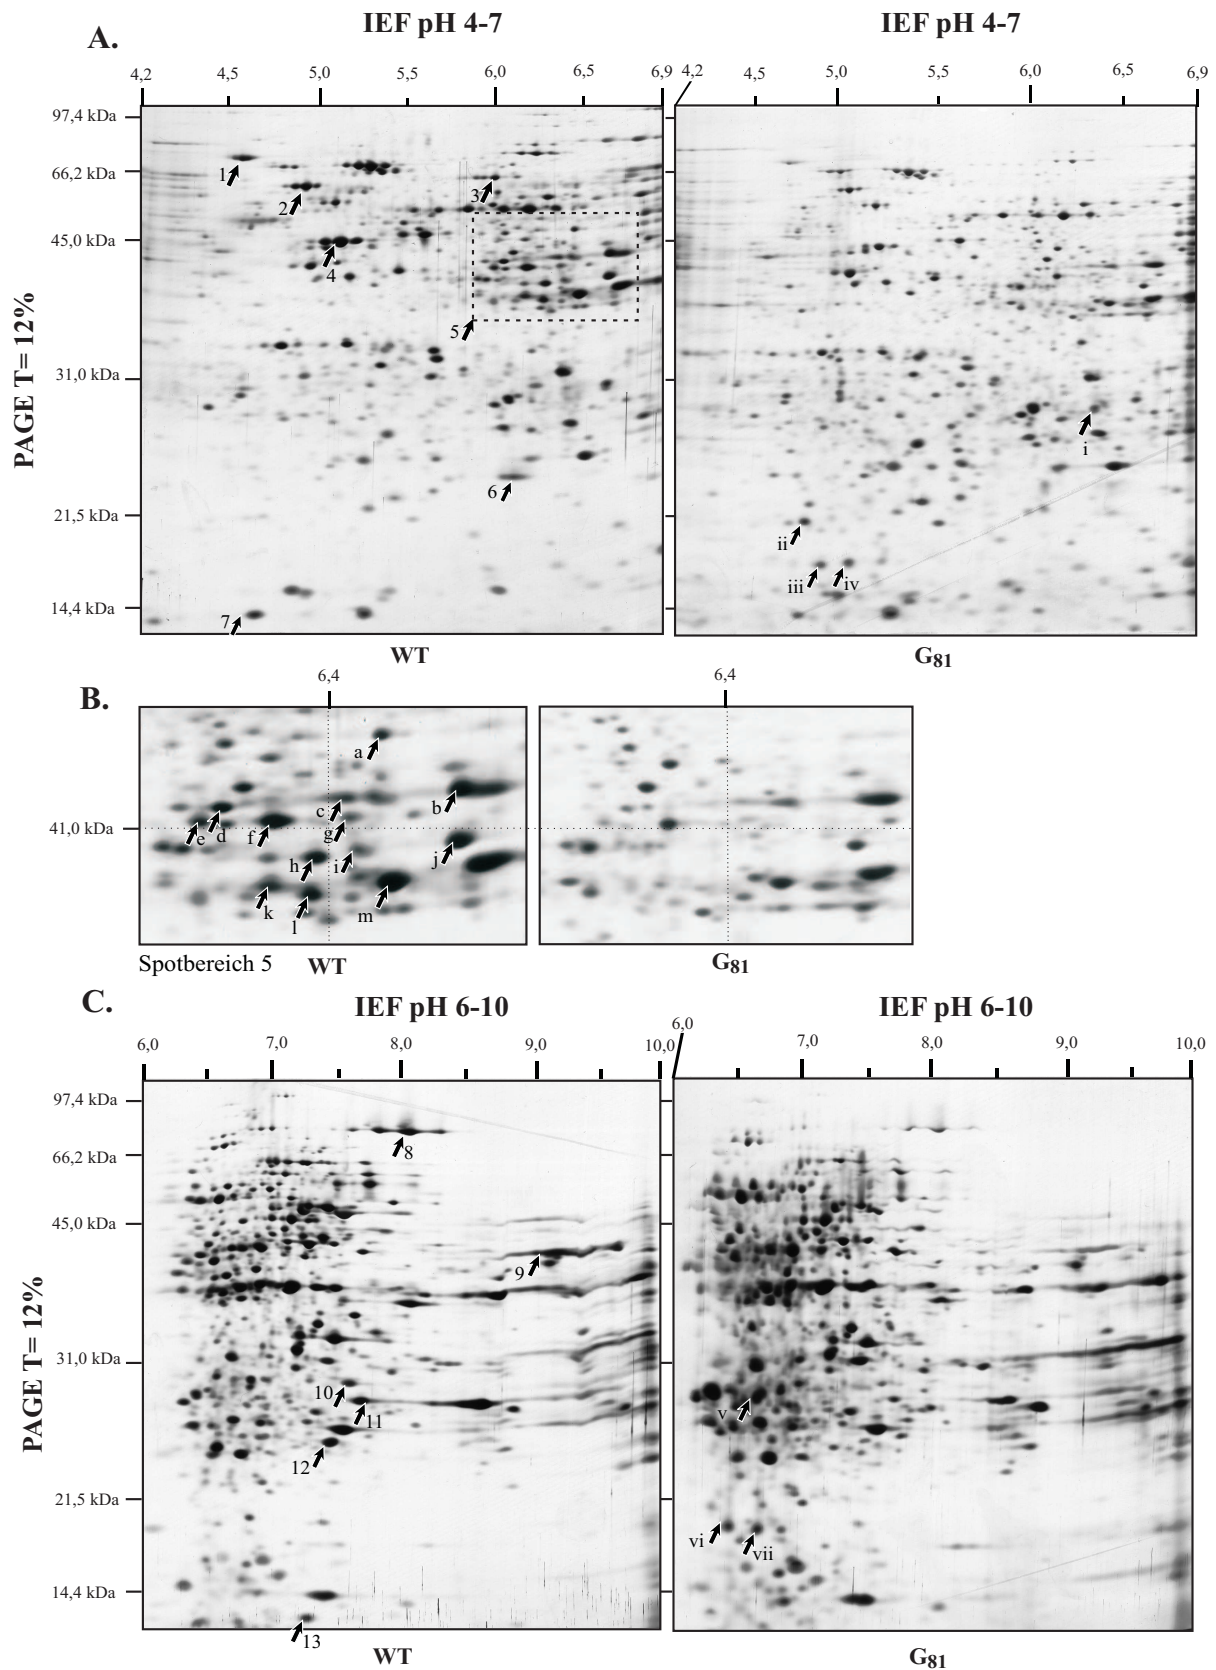 A.
IEF pH 4-7
IEF pH 4-7
4,2 4,5 5,0 5,5 6,0 6,5 6,9
4,2 4,5 5,0 5,5 6,0 6,5 6,9
PAGE T= 12%
97,4 kDa
66,2 kDa
45,0 kDa
31,0 kDa
21,5 kDa
14,4 kDa
1
2
3
4
5
6
7
i
ii
iii
iv
WT
G81
B.
6,4
6,4
41,0 kDa
a
b
c
d
e
f
g
h
i
j
k
l
m
Spotbereich 5
WT
G81
C.
IEF pH 6-10
IEF pH 6-10
6,0 7,0 8,0 9,0 10,0
6,0 7,0 8,0 9,0 10,0
PAGE T= 12%
97,4 kDa
66,2 kDa
45,0 kDa
31,0 kDa
21,5 kDa
14,4 kDa
8
9
10
11
12
13
v
vi
vii
WT
G81